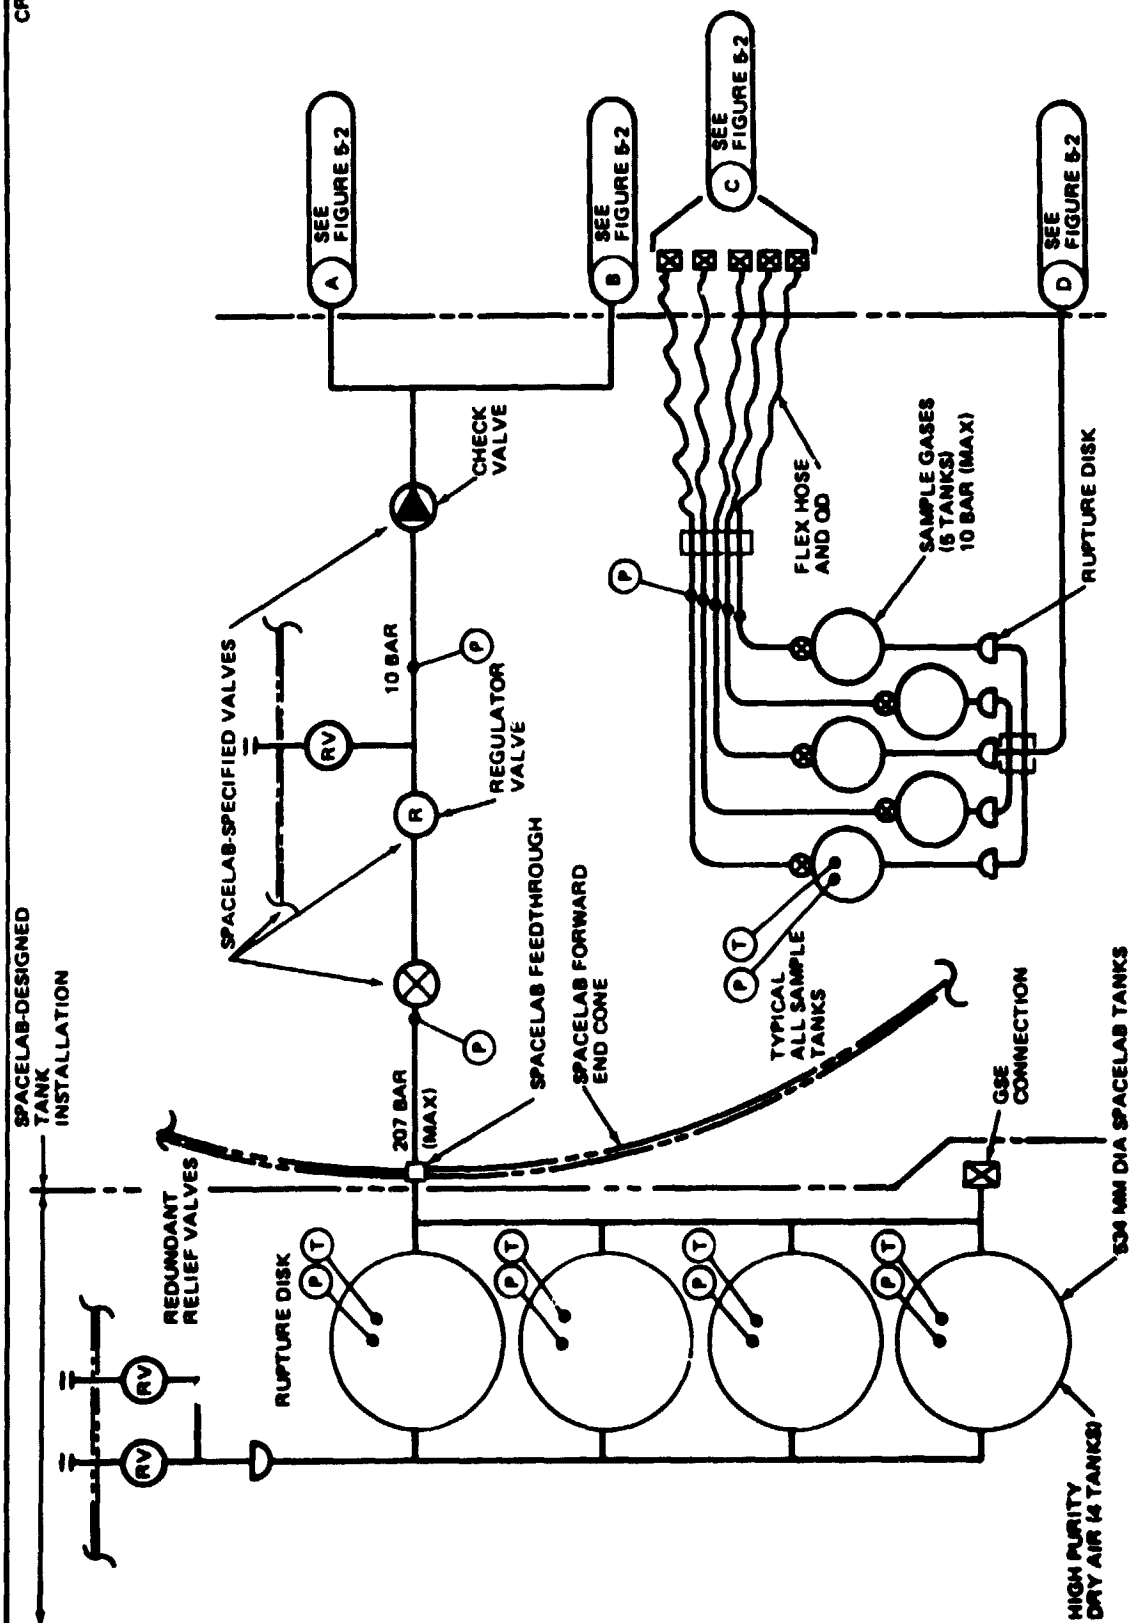 CR
SPACELAB-DESIGNED
TANK
INSTALLATION
REDUNDANT
RELIEF VALVES
RV
RV
RUPTURE DISK
P
T
P
T
P
T
P
T
HIGH PURITY
DRY AIR (4 TANKS)
534 MM DIA SPACELAB TANKS
GSE
CONNECTION
207 BAR
(MAX)
SPACELAB FEEDTHROUGH
SPACELAB FORWARD
END CONE
P
SPACELAB-SPECIFIED VALVES
R
REGULATOR
VALVE
RV
10 BAR
P
CHECK
VALVE
A
SEE
FIGURE 5-2
B
SEE
FIGURE 5-2
C
SEE
FIGURE 5-2
D
SEE
FIGURE 5-2
P
FLEX HOSE
AND QD
SAMPLE GASES
(5 TANKS)
10 BAR (MAX)
RUPTURE DISK
P
T
TYPICAL
ALL SAMPLE
TANKS